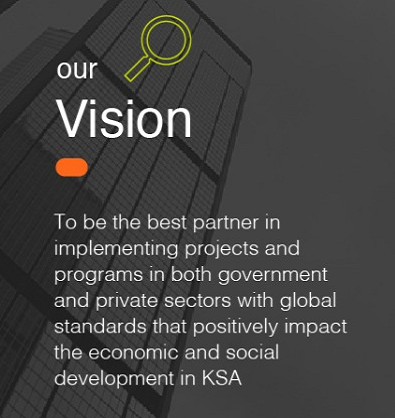 our
Vision
To be the best partner in
implementing projects and
programs in both government
and private sectors with global
standards that positively impact
the economic and social
development in KSA